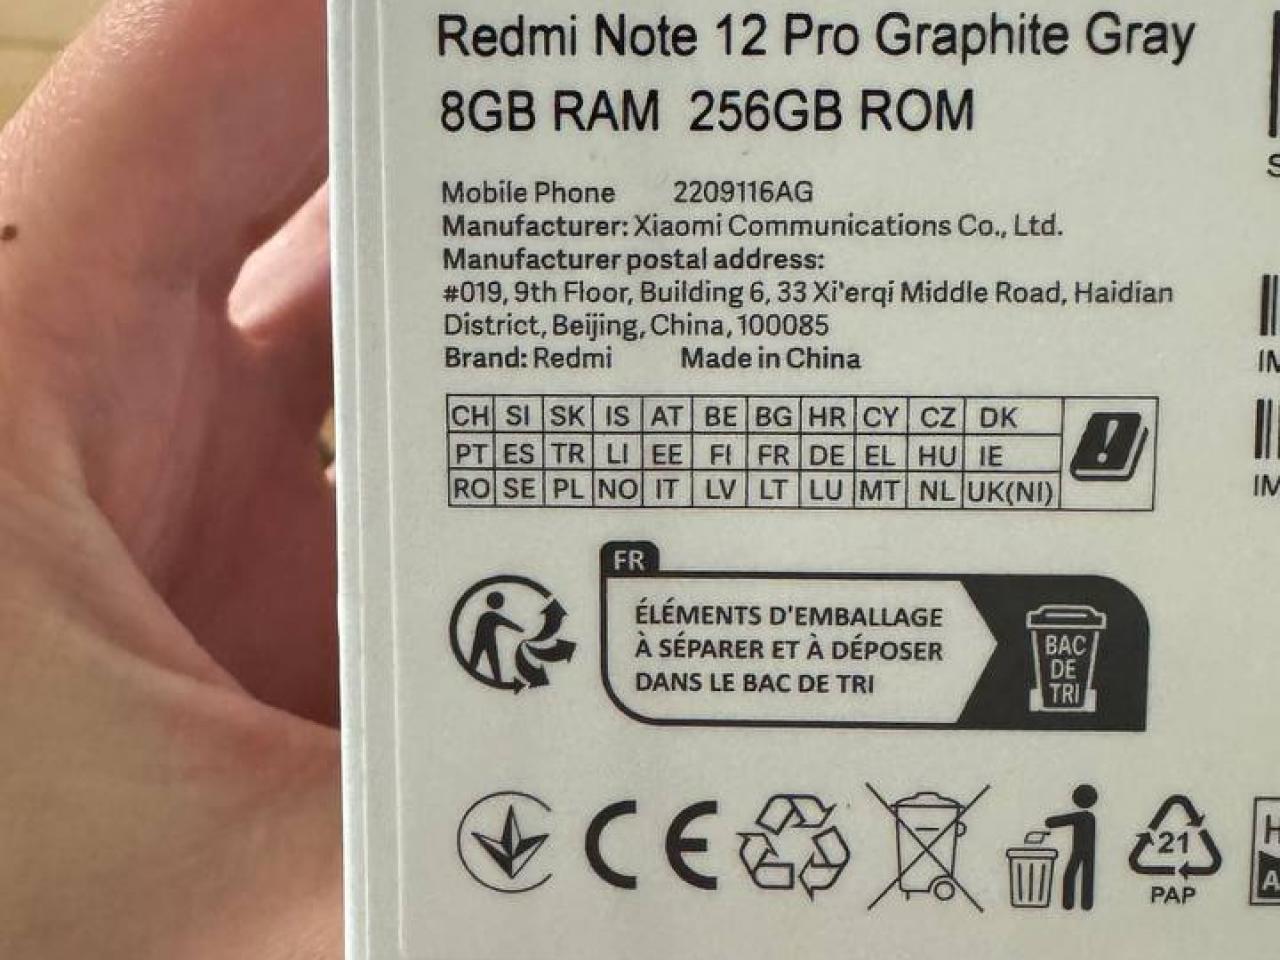 Redmi Note 12 Pro Graphite Gray
8GB RAM 256GB ROM
Mobile Phone 2209116AG
Manufacturer: Xiaomi Communications Co., Ltd.
Manufacturer postal address:
#019, 9th Floor, Building 6, 33 Xi'erqi Middle Road, Haidian
District, Beijing, China, 100085
Brand: Redmi Made in China
CH SI SK IS AT BE BG HR CY CZ DK
PT ES TR LI EE FI FR DE EL HU IE
RO SE PL NO IT LV LT LU MT NL UK(NI)
FR
ÉLÉMENTS D'EMBALLAGE
À SÉPARER ET À DÉPOSER
DANS LE BAC DE TRI
BAC
DE
TRI
CE
21
PAP